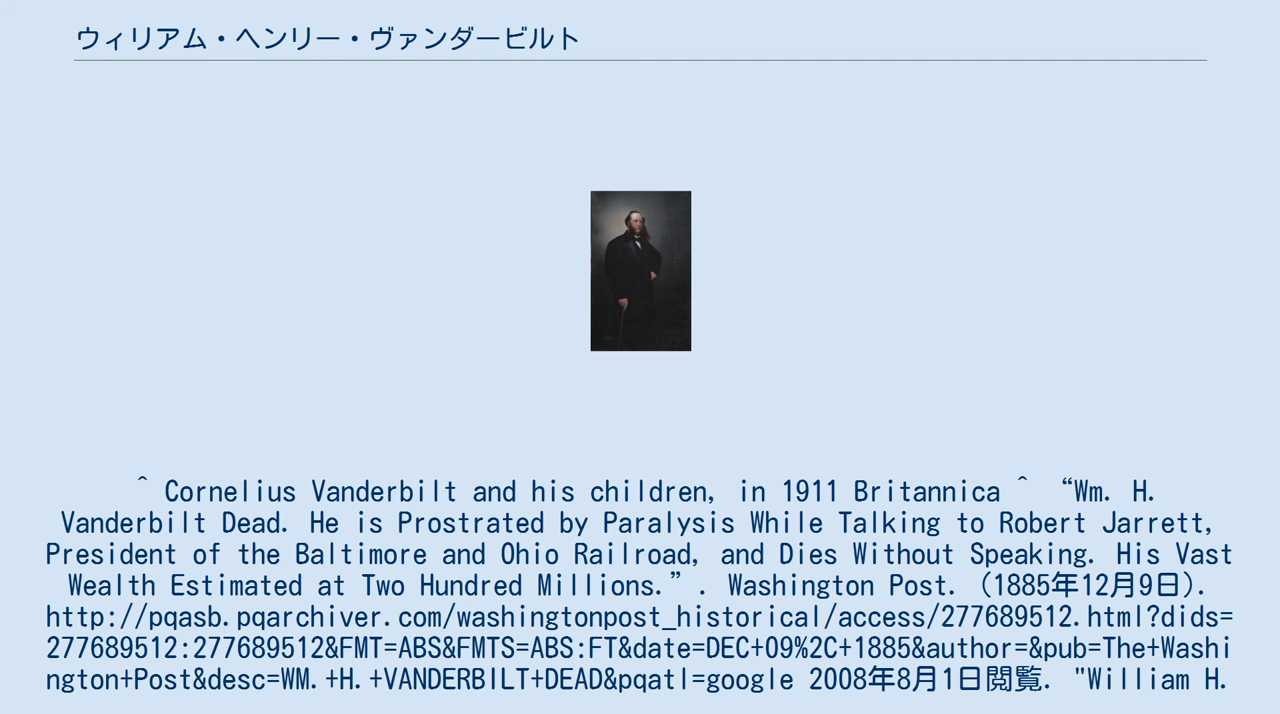 ウィリアム・ヘンリー・ヴァンダービルト
^ Cornelius Vanderbilt and his children, in 1911 Britannica ^ “Wm. H.
Vanderbilt Dead. He is Prostrated by Paralysis While Talking to Robert Jarrett,
President of the Baltimore and Ohio Railroad, and Dies Without Speaking. His Vast
Wealth Estimated at Two Hundred Millions.”. Washington Post. (1885年12月9日).
http://pqasb.pqarchiver.com/washingtonpost_historical/access/277689512.html?dids=
277689512:277689512&FMT=ABS&FMTS=ABS:FT&date=DEC+09%2C+1885&author=&pub=The+Washi
ngton+Post&desc=WM.+H.+VANDERBILT+DEAD&pqatl=google 2008年8月1日閲覧. "William H.